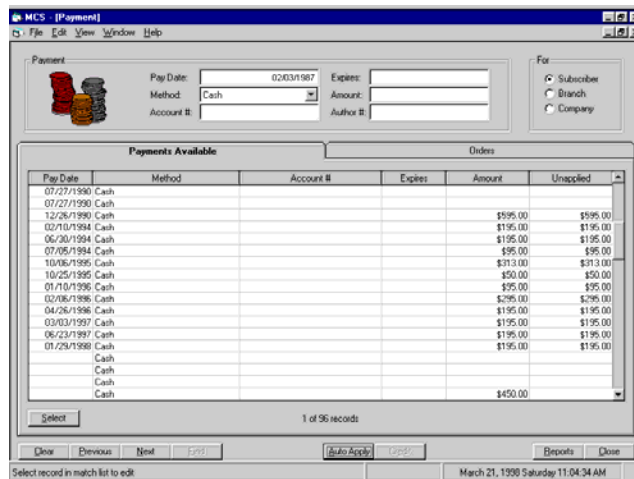 MCS - [Payment]
File Edit View Window Help
Payment
For
Pay Date: 02/03/1987 Expires:
Subscriber
Method: Cash Amount:
Branch
Account #: Author #:
Company
Payments Available Orders
Pay Date Method Account # Expires Amount Unapplied
07/27/1990 Cash
07/27/1990 Cash
12/26/1990 Cash $595.00 $595.00
02/10/1994 Cash $195.00 $195.00
06/30/1994 Cash $195.00 $195.00
07/05/1994 Cash $95.00 $95.00
10/06/1995 Cash $313.00 $313.00
10/25/1995 Cash $50.00 $50.00
01/10/1996 Cash $95.00 $95.00
02/06/1996 Cash $295.00 $295.00
04/26/1996 Cash $195.00 $195.00
03/03/1997 Cash $195.00 $195.00
06/23/1997 Cash $195.00 $195.00
01/29/1998 Cash $195.00 $195.00
Cash
Cash
Cash
Cash $450.00
Select 1 of 96 records
Clear Previous Next Auto Apply Reports Close
Select record in match list to edit March 21, 1998 Saturday 11:04:34 AM